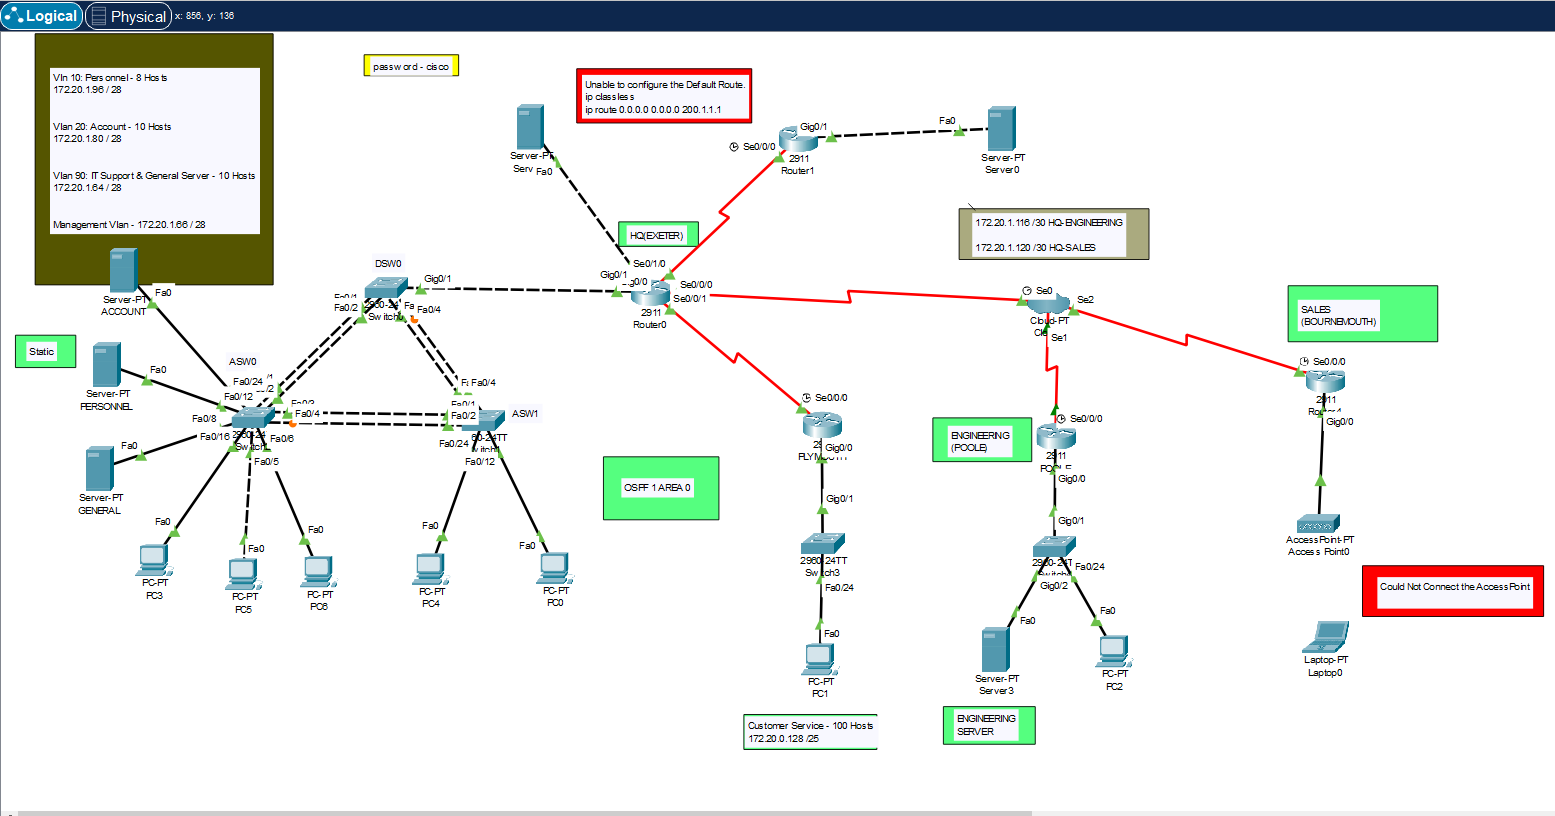 Logical
Physical
x: 856, y: 136
Vln 10: Personnel - 8 Hosts
172.20.1.96 / 28
Vlan 20: Account - 10 Hosts
172.20.1.80 / 28
Vlan 90: IT Support & General Server - 10 Hosts
172.20.1.64 / 28
Management Vlan - 172.20.1.66 / 28
password - cisco
Unable to configure the Default Route.
ip classless
ip route 0.0.0.0 0.0.0.0 200.1.1.1
Server-PT
Serv
Fa0
Gig0/1
Se0/0/0
2911
Router1
Fa0
Server-PT
Server0
HQ(EXETER)
172.20.1.116 /30 HQ-ENGINEERING
172.20.1.120 /30 HQ-SALES
Se0/1/0
Gig0/1
Se0/0/0
Se0/0/1
2911
Router0
DSW0
Gig0/1
Fa0/2
Fa0/4
Server-PT
ACCOUNT
Fa0
Static
Server-PT
PERSONNEL
Fa0
Server-PT
GENERAL
Fa0
ASW0
Fa0/24
Fa0/12
Fa0/8
Fa0/16
Fa0/4
Fa0/6
Fa0/5
Fa0/4
Fa0/2
ASW1
Fa0/24
Fa0/12
Fa0
PC-PT
PC3
Fa0
PC-PT
PC5
Fa0
PC-PT
PC6
Fa0
PC-PT
PC4
Fa0
PC-PT
PC0
OSPF 1 AREA 0
Se0/0/0
Gig0/0
Gig0/1
2960-24TT
Fa0/24
Fa0
PC-PT
PC1
Customer Service - 100 Hosts
172.20.0.128 /25
Se0
Se2
Cloud-PT
Se1
ENGINEERING
(POOLE)
Se0/0/0
Gig0/0
Gig0/1
Fa0/24
Gig0/2
Fa0
Server-PT
Server3
Fa0
PC-PT
PC2
ENGINEERING
SERVER
SALES
(BOURNEMOUTH)
Se0/0/0
Gig0/0
AccessPoint-PT
Access Point0
Could Not Connect the Access Point
Laptop-PT
Laptop0